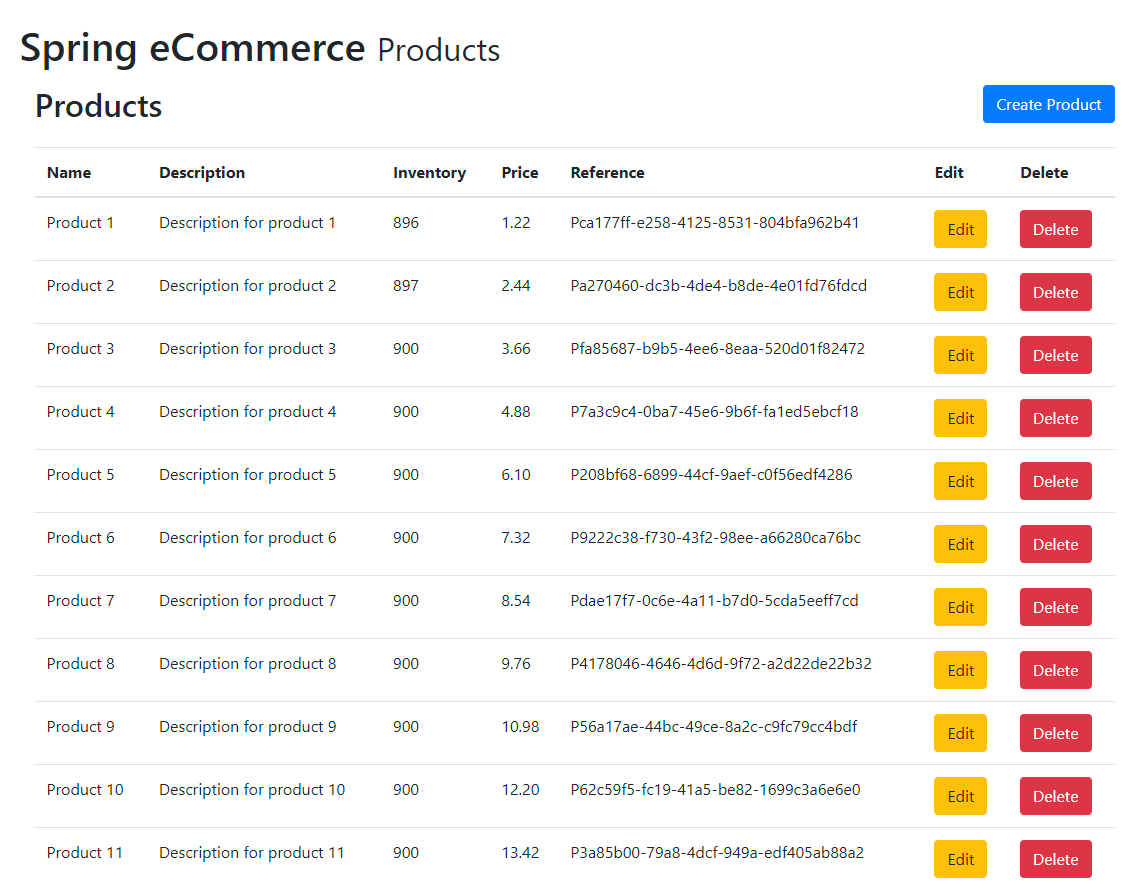 Spring eCommerce Products
Products Create Product
Name Description Inventory Price Reference Edit Delete
Product 1 Description for product 1 896 1.22 Pca177ff-e258-4125-8531-804bfa962b41 Edit Delete
Product 2 Description for product 2 897 2.44 Pa270460-dc3b-4de4-b8de-4e01fd76fdcd Edit Delete
Product 3 Description for product 3 900 3.66 Pfa85687-b9b5-4ee6-8eaa-520d01f82472 Edit Delete
Product 4 Description for product 4 900 4.88 P7a3c9c4-0ba7-45e6-9b6f-fa1ed5ebcf18 Edit Delete
Product 5 Description for product 5 900 6.10 P208bf68-6899-44cf-9aef-c0f56edf4286 Edit Delete
Product 6 Description for product 6 900 7.32 P9222c38-f730-43f2-98ee-a66280ca76bc Edit Delete
Product 7 Description for product 7 900 8.54 Pdae17f7-0c6e-4a11-b7d0-5cda5eeff7cd Edit Delete
Product 8 Description for product 8 900 9.76 P4178046-4646-4d6d-9f72-a2d22de22b32 Edit Delete
Product 9 Description for product 9 900 10.98 P56a17ae-44bc-49ce-8a2c-c9fc79cc4bdf Edit Delete
Product 10 Description for product 10 900 12.20 P62c59f5-fc19-41a5-be82-1699c3a6e6e0 Edit Delete
Product 11 Description for product 11 900 13.42 P3a85b00-79a8-4dcf-949a-edf405ab88a2 Edit Delete